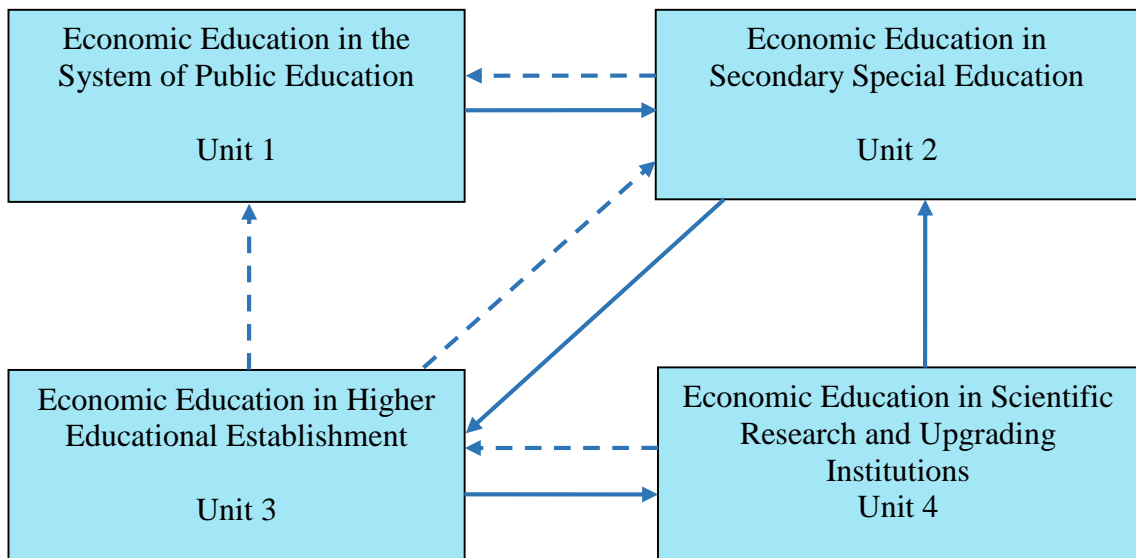 Economic Education in the
System of Public Education
Unit 1
Economic Education in
Secondary Special Education
Unit 2
Economic Education in Higher
Educational Establishment
Unit 3
Economic Education in Scientific
Research and Upgrading
Institutions
Unit 4